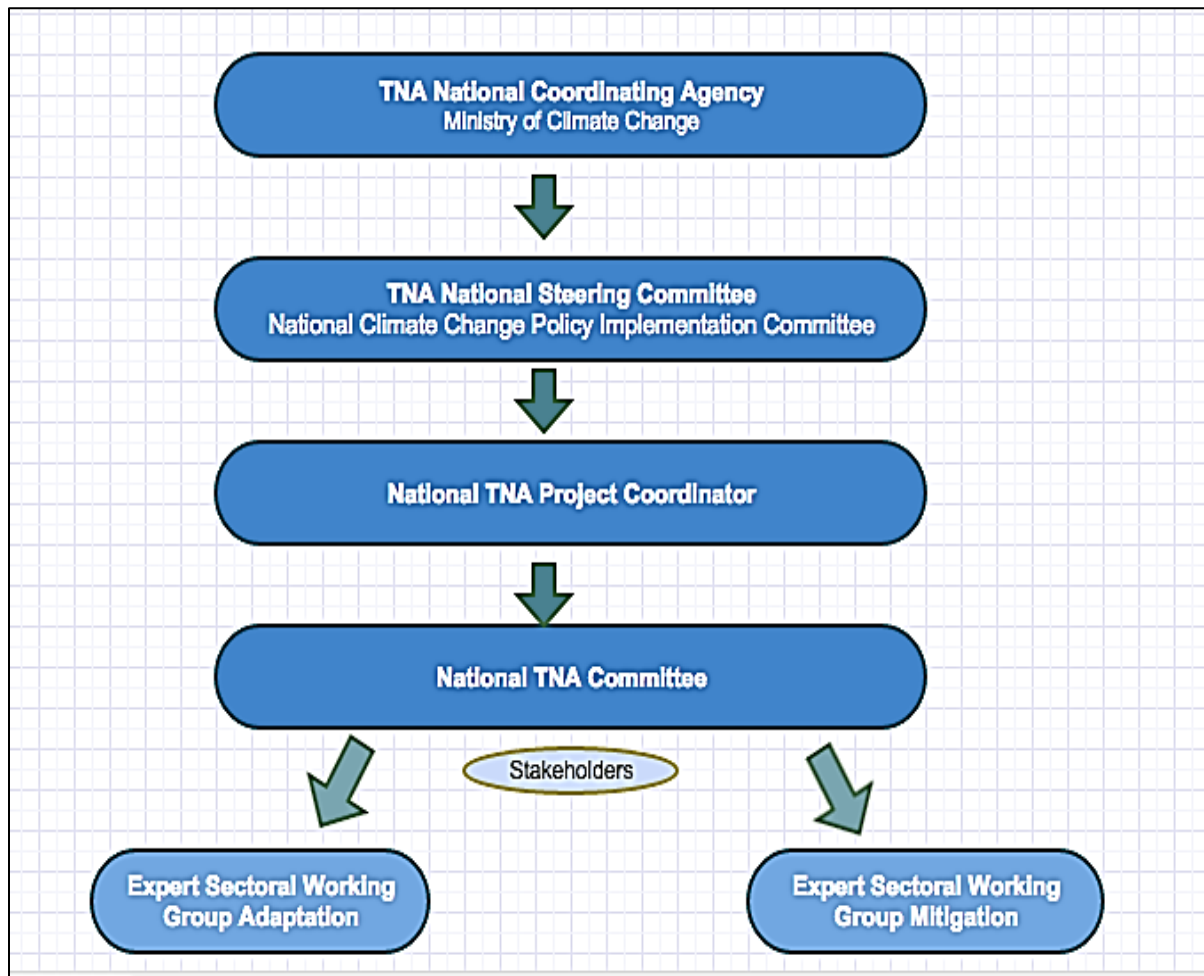 TNA National Coordinating Agency
Ministry of Climate Change
TNA National Steering Committee
National Climate Change Policy Implementation Committee
National TNA Project Coordinator
National TNA Committee
Stakeholders
Expert Sectoral Working
Group Adaptation
Expert Sectoral Working
Group Mitigation